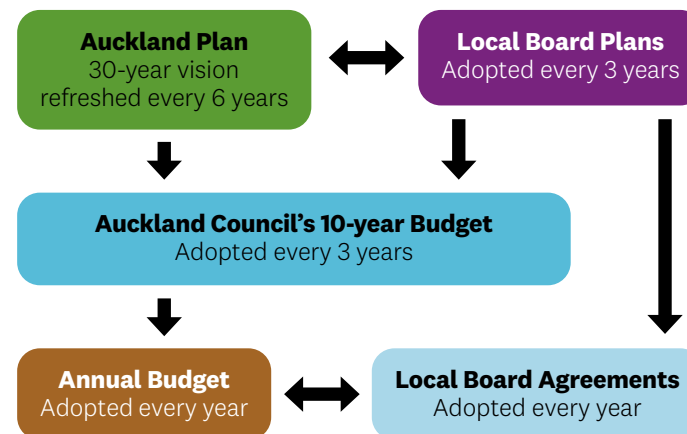 Auckland Plan
30-year vision
refreshed every 6 years
Local Board Plans
Adopted every 3 years
Auckland Council’s 10-year Budget
Adopted every 3 years
Annual Budget
Adopted every year
Local Board Agreements
Adopted every year